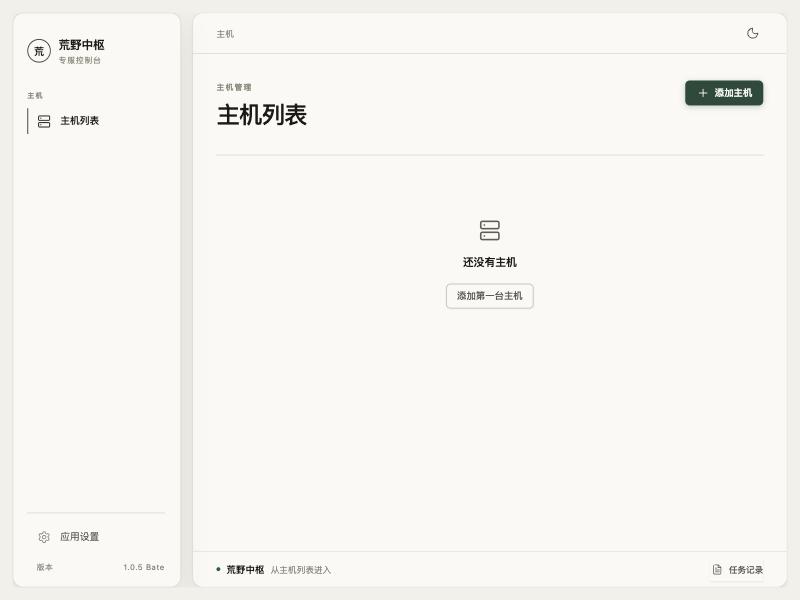 荒
荒野中枢
专服控制台
主机
主机列表
应用设置
版本
1.0.5 Bate
主机
主机管理
主机列表
添加主机
还没有主机
添加第一台主机
荒野中枢
从主机列表进入
任务记录